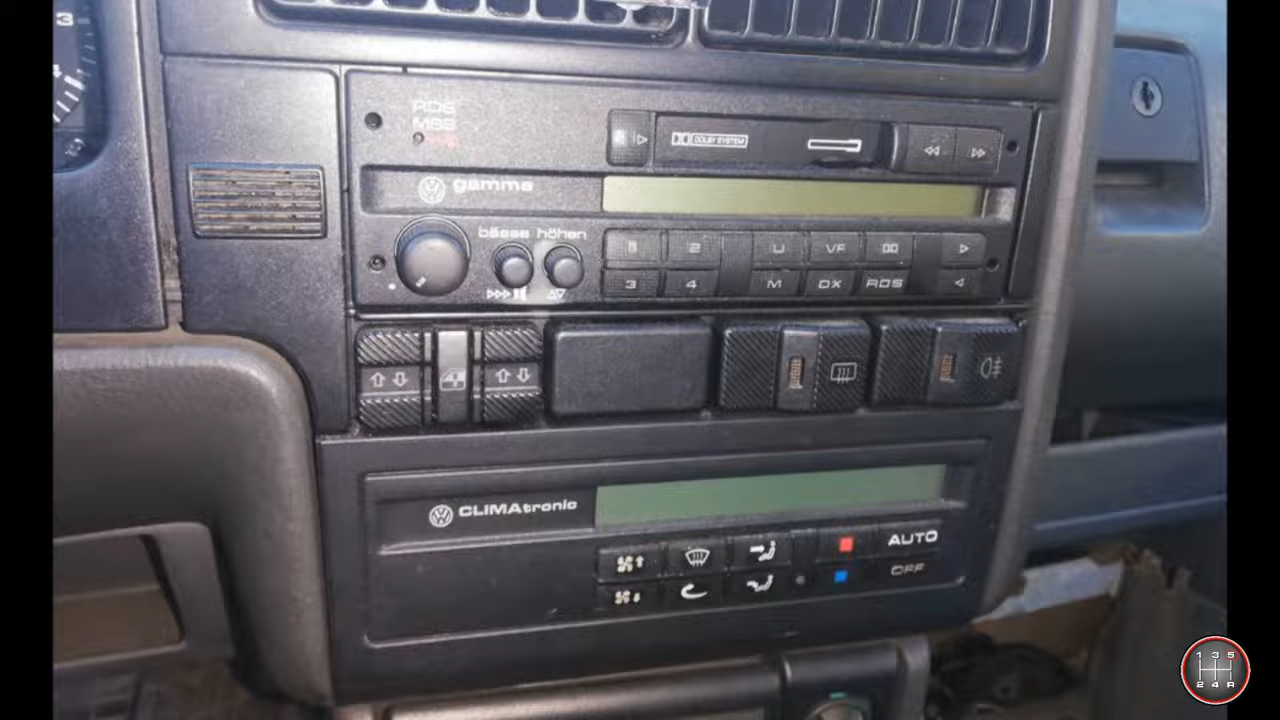 3
RDS
MSS
DOLBY SYSTEM
gamma
bässe höhen
1 2 U VF
3 4 M DX RDS
CLIMAtronic
AUTO
OFF
1 3 5
2 4 R